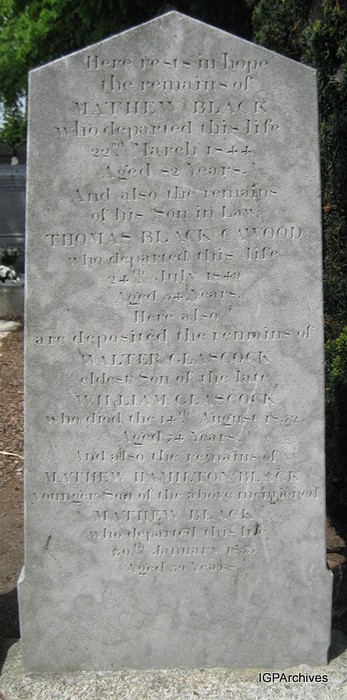 Here rests in hope
the remains of
MATHEW BLACK
who departed this life
22nd March 1844
Aged 82 Years.
And also the remains
of his Son in Law
THOMAS BLACK CAWOOD
who departed this life
24th July 1849
Aged 54 Years.
Here also
are deposited the remains of
WALTER GLASCOCK
eldest Son of the late
WILLIAM GLASCOCK
who died the 14th August 1852
Aged 54 Years.
And also the remains of
MATHEW HAMILTON BLACK
younger Son of the above mentioned
MATHEW BLACK
who departed this life
30th January
Aged Years
IGPArchives